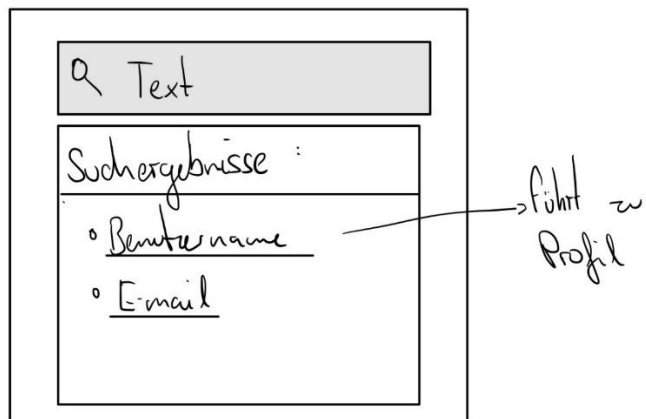 Text
Suchergebnisse :
Benutzername
führt zu
Profil
E-mail